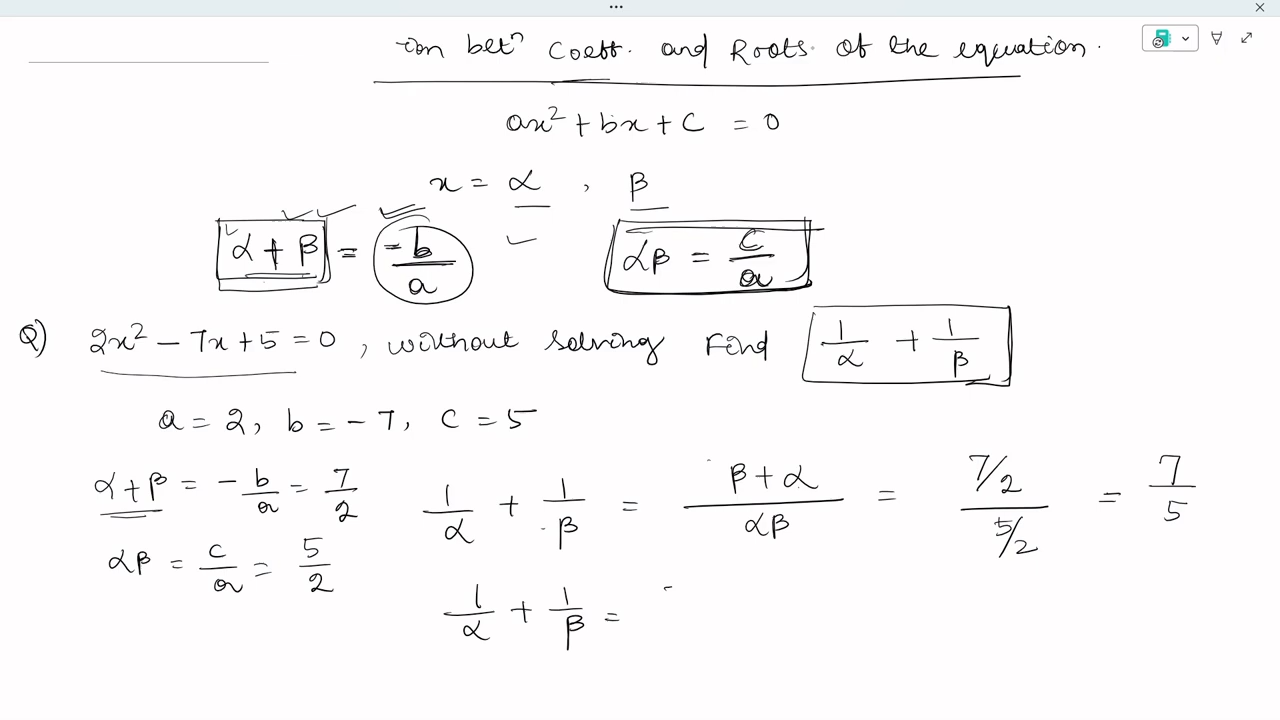 ion betn Coeff. and Roots of the equation.
ax² + bx + c = 0
x = α , β
α + β = -b/a αβ = c/a
Q) 2x² - 7x + 5 = 0 , without solving Find 1/α + 1/β
a = 2, b = - 7, c = 5
α + β = - b/a = 7/2
αβ = c/a = 5/2
1/α + 1/β = β + α/αβ = 7/2/5/2 = 7/5
1/α + 1/β =